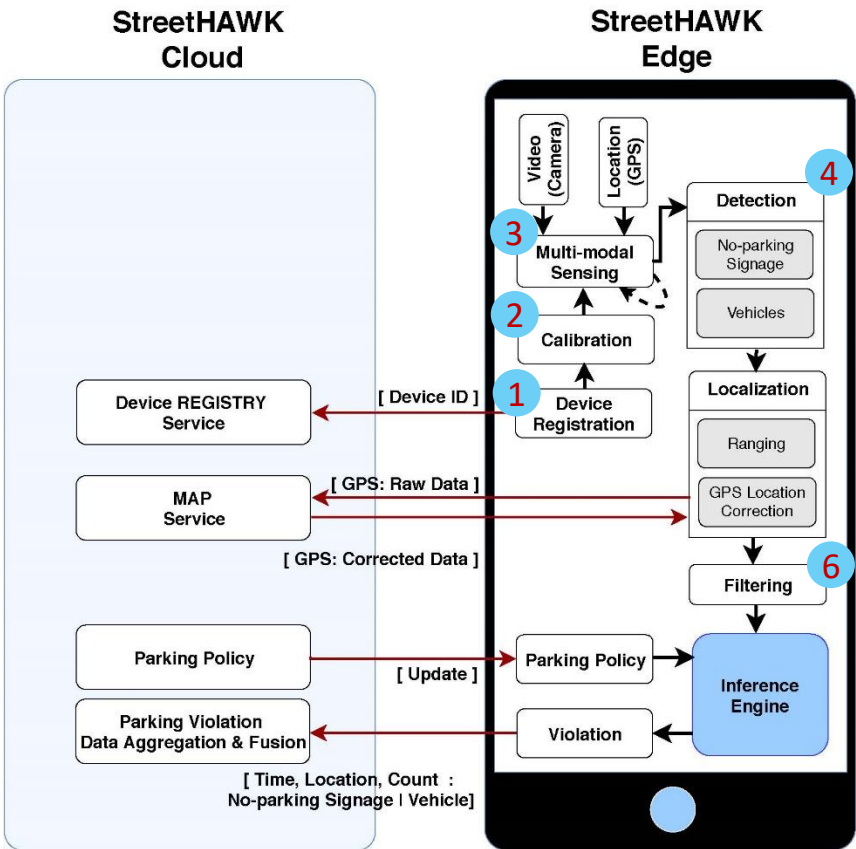 StreetHAWK
Cloud
StreetHAWK
Edge
Video
(Camera)
Location
(GPS)
4
Detection
No-parking
Signage
Vehicles
3
Multi-modal
Sensing
2
Calibration
1
Device
Registration
[ Device ID ]
Device REGISTRY
Service
Localization
Ranging
GPS Location
Correction
[ GPS: Raw Data ]
MAP
Service
[ GPS: Corrected Data ]
6
Filtering
Parking Policy
[ Update ]
Parking Policy
Inference
Engine
Parking Violation
Data Aggregation & Fusion
Violation
[ Time, Location, Count :
No-parking Signage | Vehicle]